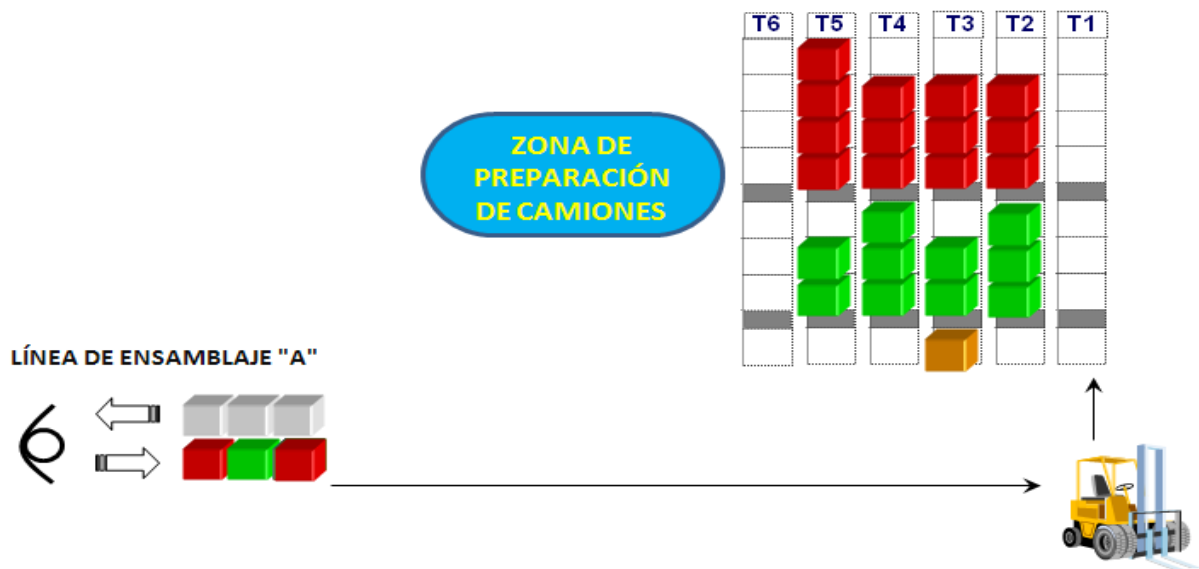 T6 T5 T4 T3 T2 T1
ZONA DE
PREPARACIÓN
DE CAMIONES
LÍNEA DE ENSAMBLAJE "A"